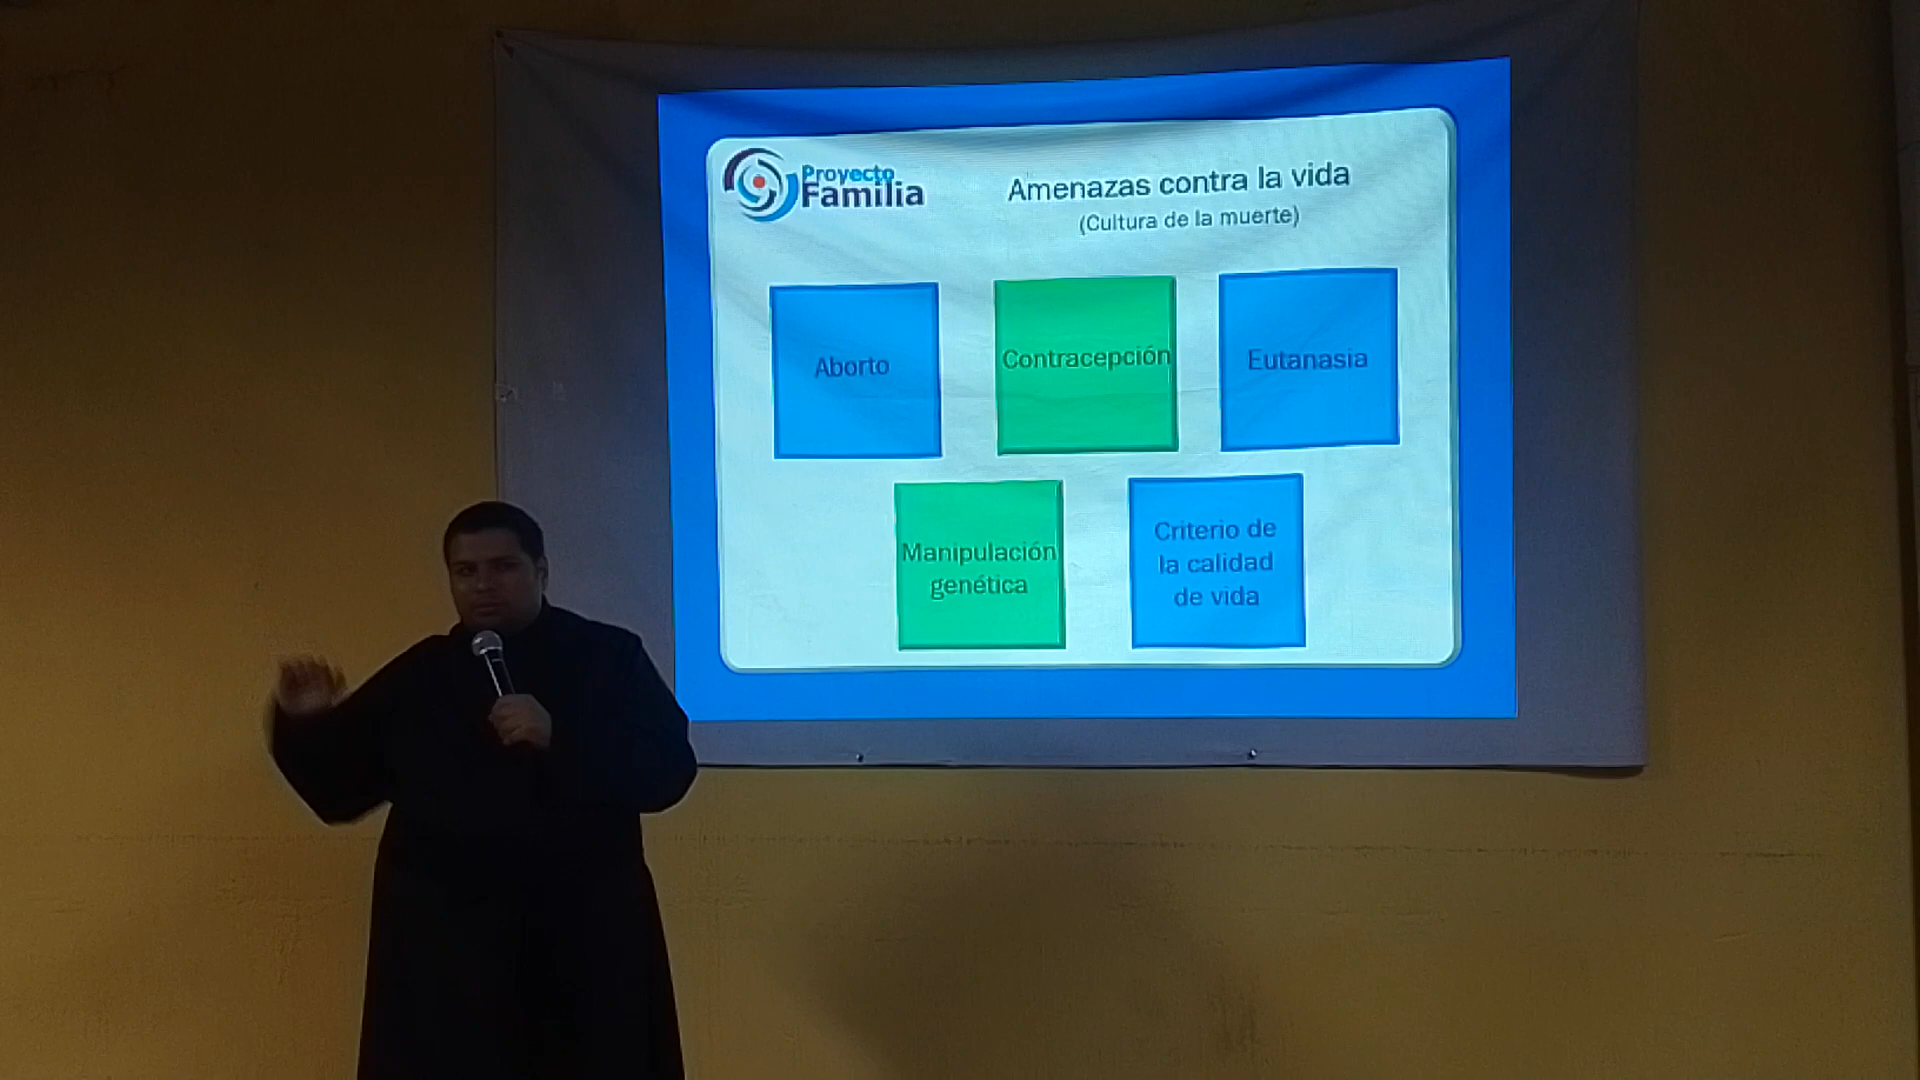 Proyecto
Familia
Amenazas contra la vida
(Cultura de la muerte)
Aborto
Contracepción
Eutanasia
Manipulación
genética
Criterio de
la calidad
de vida